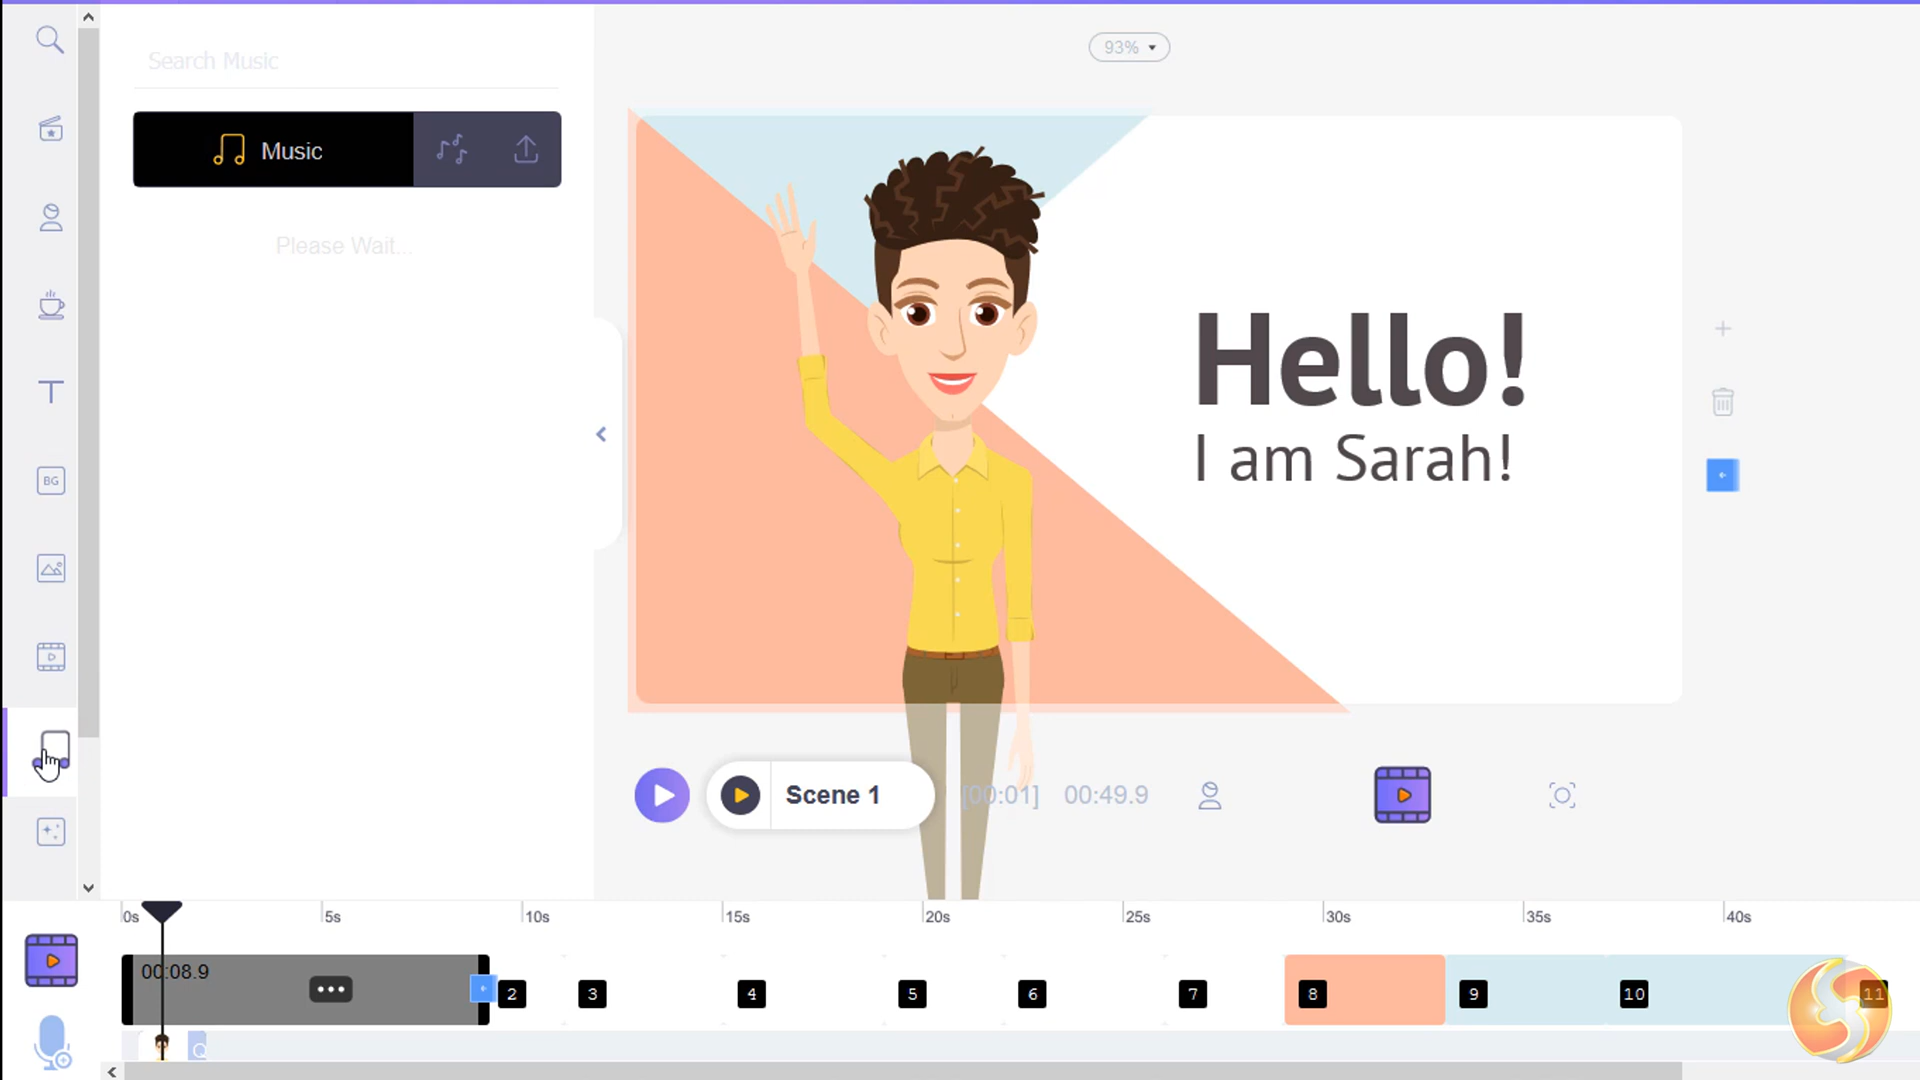 93%
Search Music
Music
Please Wait...
Hello!
I am Sarah!
BG
Scene 1
[00:01] 00:49.9
0s 5s 10s 15s 20s 25s 30s 35s 40s
00:08.9
2 3 4 5 6 7 8 9 10 11